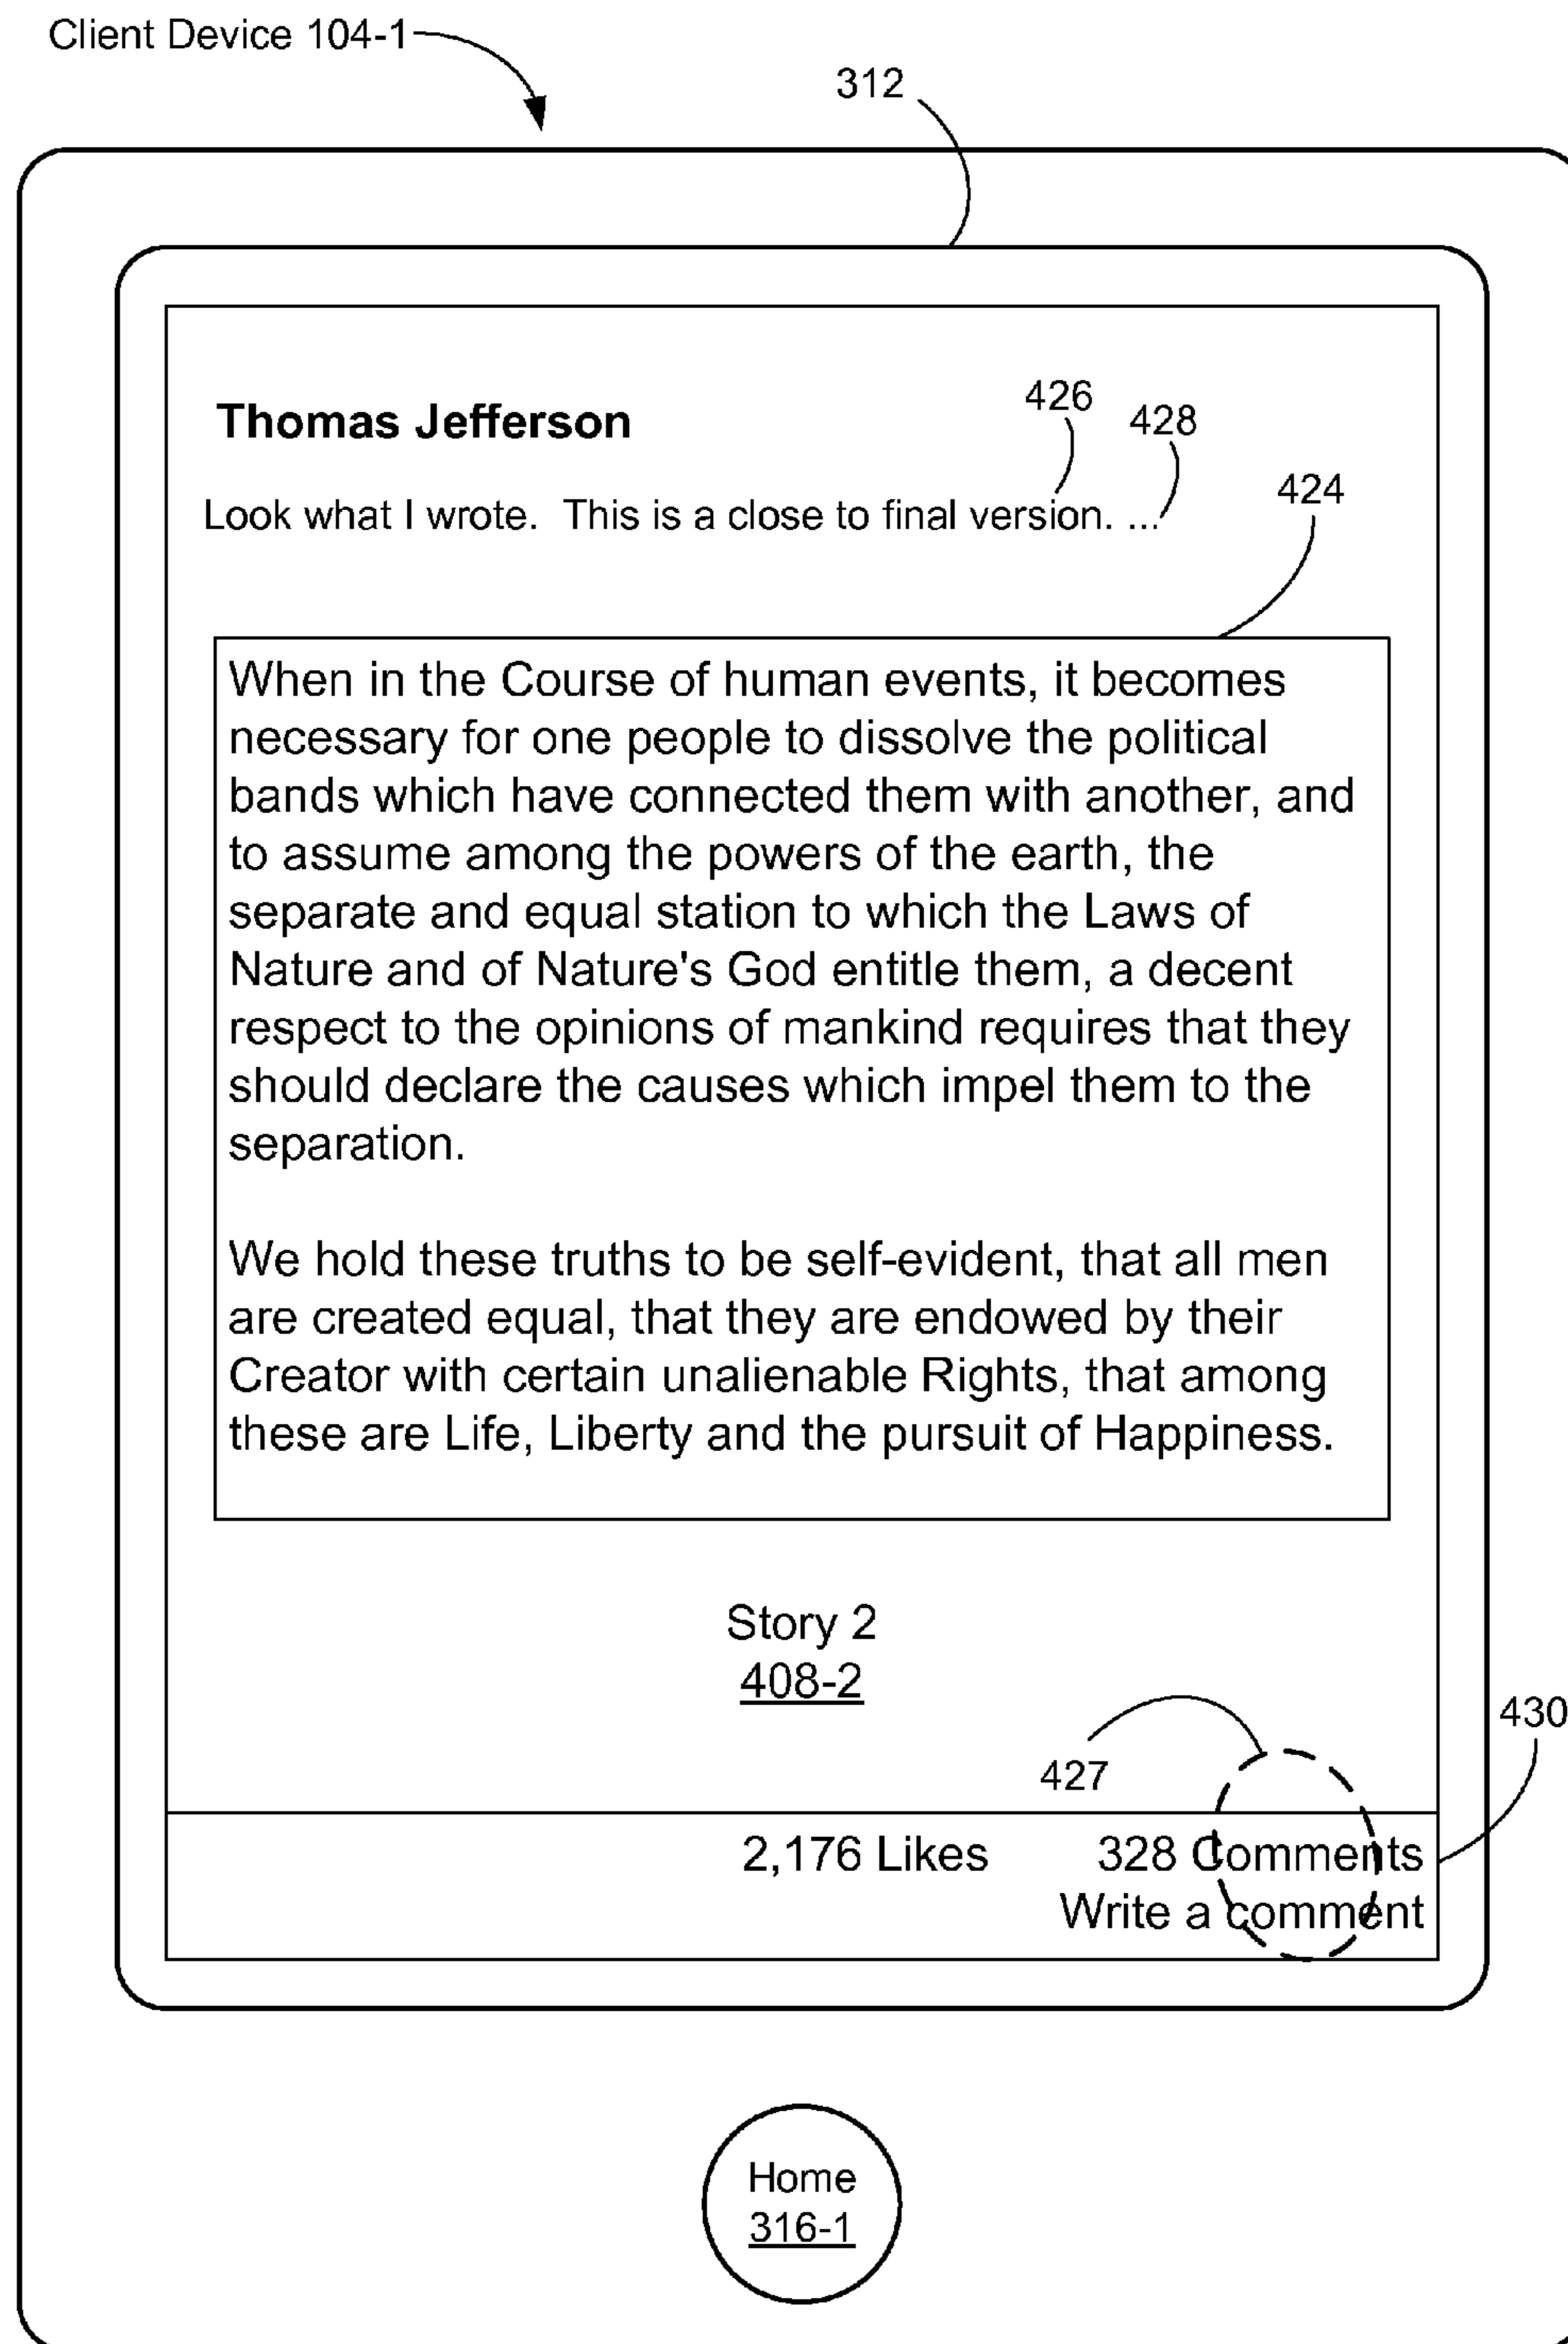 Client Device 104-1
312
Thomas Jefferson
426
428
Look what I wrote.  This is a close to final version. ...
424
When in the Course of human events, it becomes
necessary for one people to dissolve the political
bands which have connected them with another, and
to assume among the powers of the earth, the
separate and equal station to which the Laws of
Nature and of Nature's God entitle them, a decent
respect to the opinions of mankind requires that they
should declare the causes which impel them to the
separation.
We hold these truths to be self-evident, that all men
are created equal, that they are endowed by their
Creator with certain unalienable Rights, that among
these are Life, Liberty and the pursuit of Happiness.
Story 2
408-2
430
427
2,176 Likes 328 Comments
Write a comment
Home
316-1